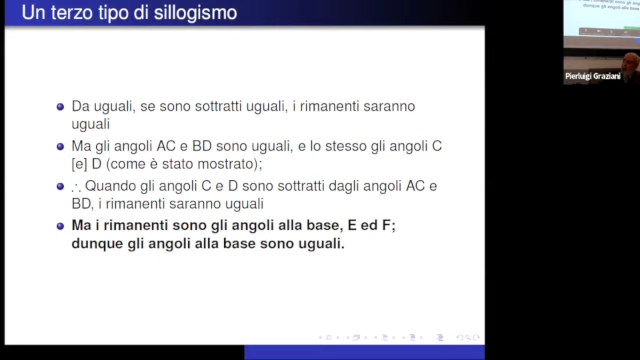 Un terzo tipo di sillogismo
Da uguali, se sono sottratti uguali, i rimanenti saranno
uguali
Ma gli angoli AC e BD sono uguali, e lo stesso gli angoli C
[e] D (come è stato mostrato);
∴ Quando gli angoli C e D sono sottratti dagli angoli AC e
BD, i rimanenti saranno uguali
Ma i rimanenti sono gli angoli alla base, E ed F;
dunque gli angoli alla base sono uguali.
Pierluigi Graziani